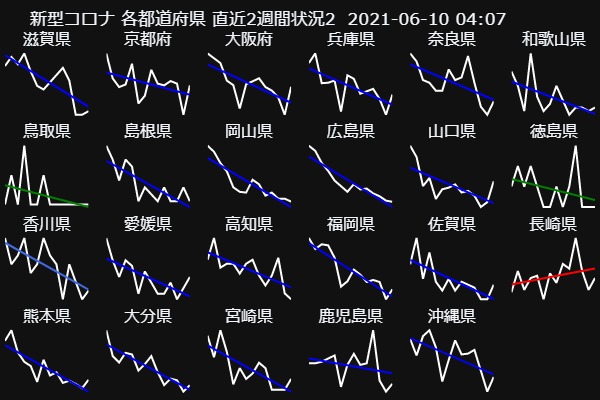 新型コロナ 各都道府県 直近2週間状況2 2021-06-10 04:07
滋賀県 京都府 大阪府 兵庫県 奈良県 和歌山県
鳥取県 島根県 岡山県 広島県 山口県 徳島県
香川県 愛媛県 高知県 福岡県 佐賀県 長崎県
熊本県 大分県 宮崎県 鹿児島県 沖縄県